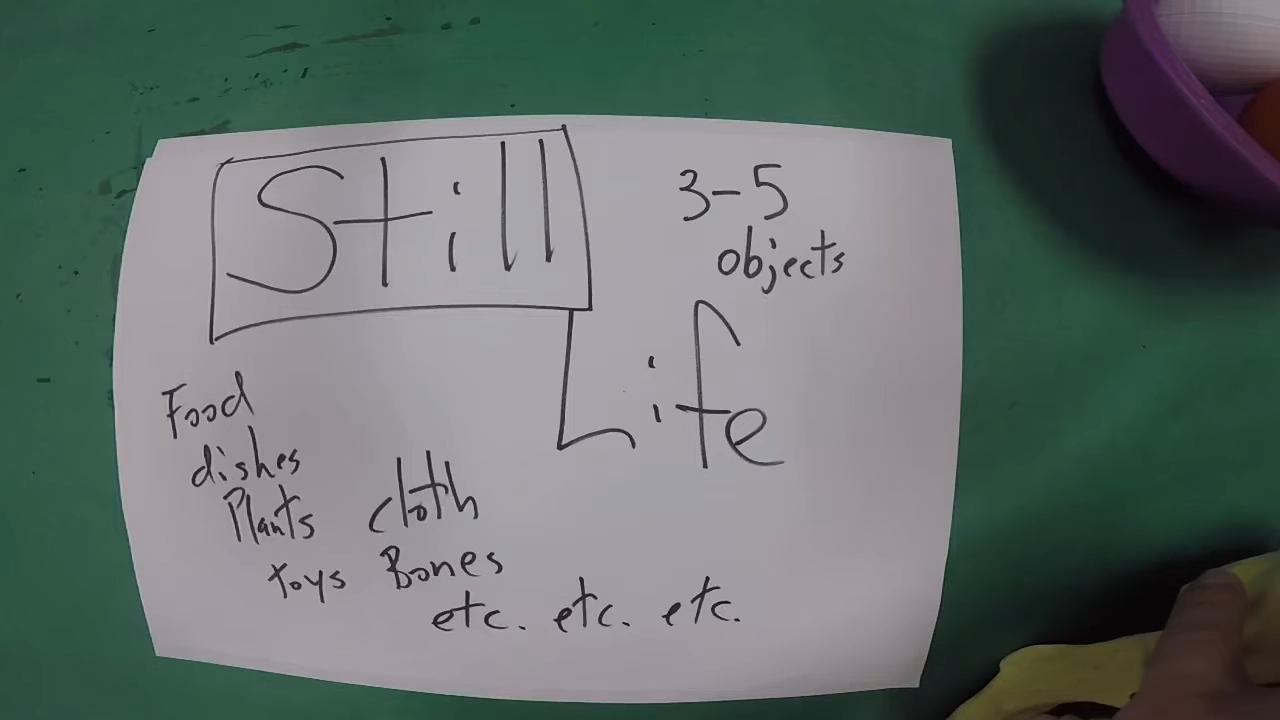 Still
3-5
objects
Life
Food
dishes
Plants cloth
toys Bones
etc. etc. etc.